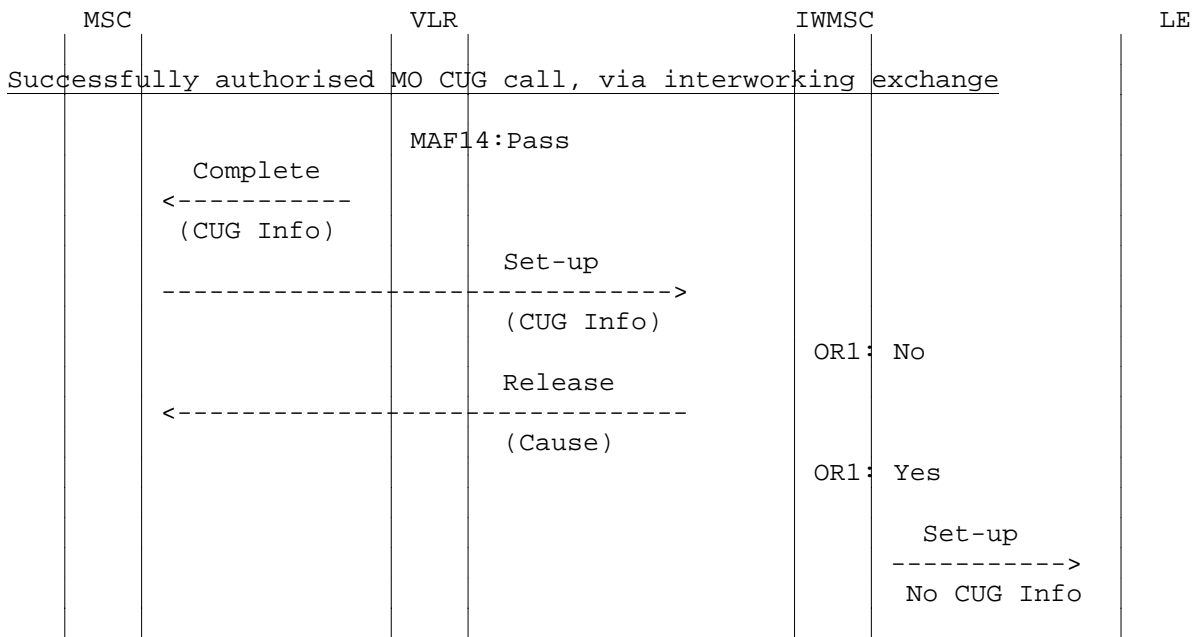 MSC VLR IWMSC LE
Successfully authorised MO CUG call, via interworking exchange
MAF14:Pass
Complete
<-----------
(CUG Info)
Set-up
-------------------------------->
(CUG Info)
OR1: No
Release
<--------------------------------
(Cause)
OR1: Yes
Set-up
----------->
No CUG Info